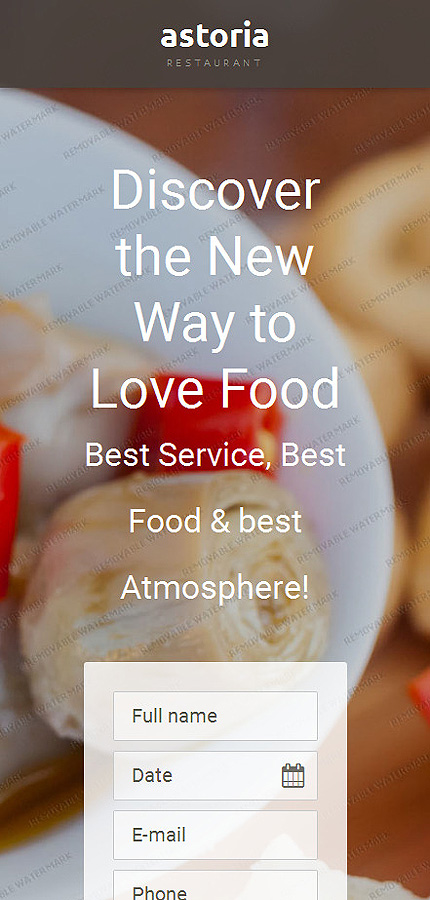 astoria
RESTAURANT
Discover
the New
Way to
Love Food
Best Service, Best
Food & best
Atmosphere!
Full name
Date
E-mail
Phone
REMOVABLE WATERMARK